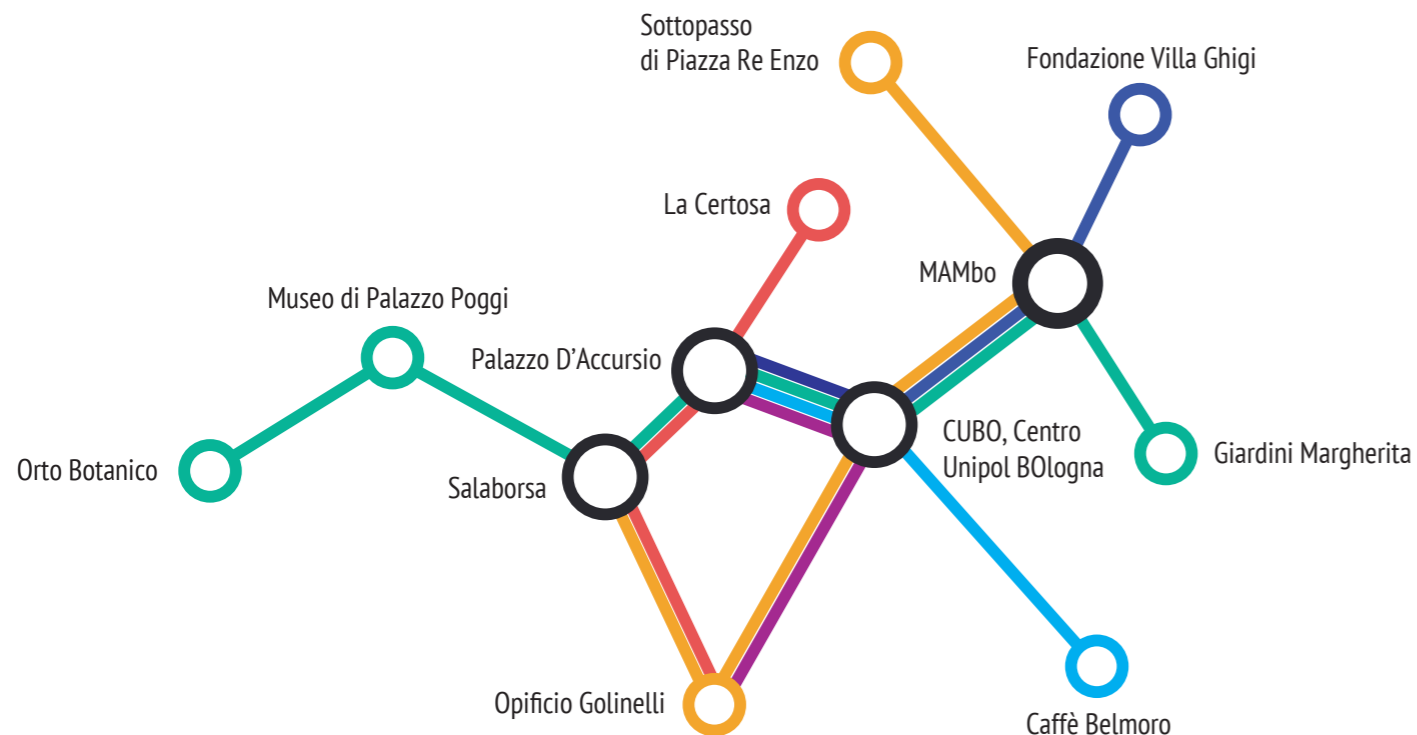 Sottopasso
di Piazza Re Enzo
Fondazione Villa Ghigi
La Certosa
MAMbo
Museo di Palazzo Poggi
Palazzo D’Accursio
CUBO, Centro
Unipol BOlogna
Giardini Margherita
Orto Botanico
Salaborsa
Opificio Golinelli
Caffè Belmoro